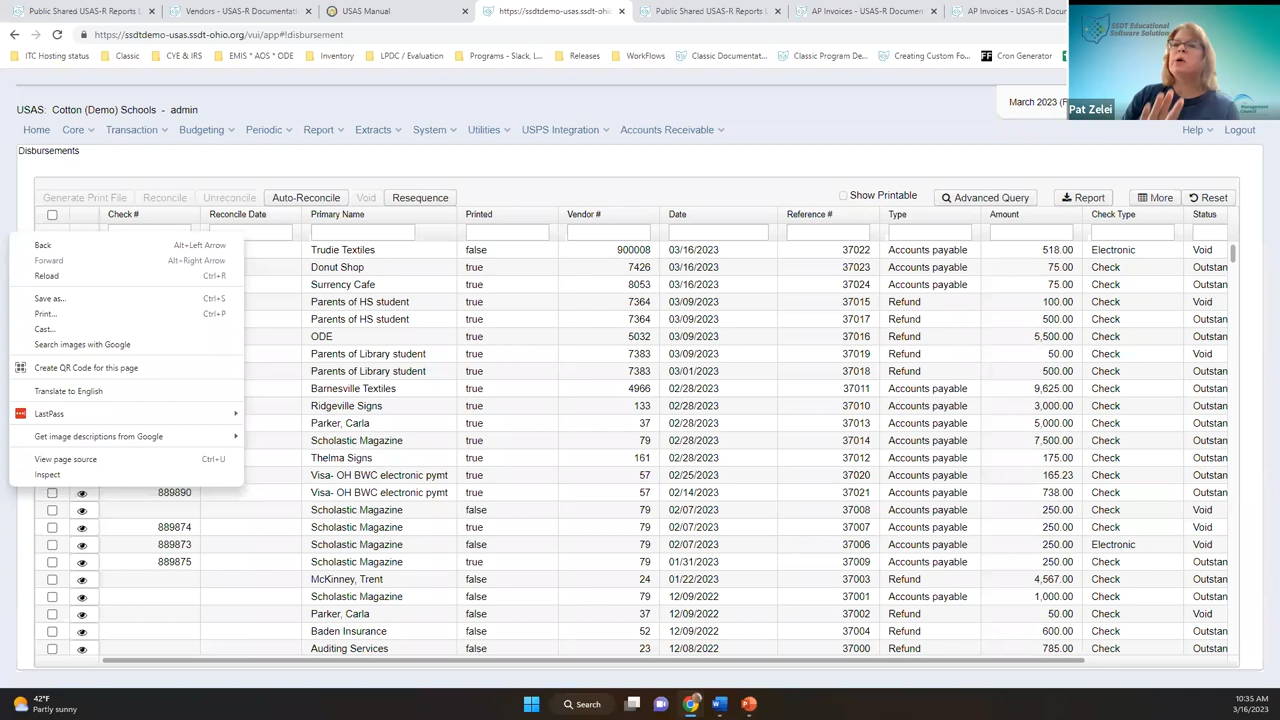 Public Shared USAS-R Reports
Vendors - USAS-R Documentati
USAS Manual
https://ssdtdemo-usas.ssdt-ohio
Public Shared USAS-R Reports
AP Invoices - USAS-R Documen
AP Invoices - USAS-R Docu
https://ssdtdemo-usas.ssdt-ohio.org/vui/app#!disbursement
ITC Hosting status
Classic
CYE & IRS
EMIS * AOS * ODE
Inventory
LPDC / Evaluation
Programs - Slack, L...
Releases
WorkFlows
Classic Documentat...
Classic Program De...
Creating Custom Fo...
Cron Generator
SSDT Educational
Software Solution
Pat Zelei
Management
Council
USAS: Cotton (Demo) Schools - admin
March 2023
Home Core Transaction Budgeting Periodic Report Extracts System Utilities USPS Integration Accounts Receivable Help Logout
Disbursements
Generate Print File Reconcile Unreconcile Auto-Reconcile Void Resequence Show Printable Advanced Query Report More Reset
Check # Reconcile Date Primary Name Printed Vendor # Date Reference # Type Amount Check Type Status
Trudie Textiles false 900008 03/16/2023 37022 Accounts payable 518.00 Electronic Void
Donut Shop true 7426 03/16/2023 37023 Accounts payable 75.00 Check Outstan
Surrency Cafe true 8053 03/16/2023 37024 Accounts payable 75.00 Check Outstan
Parents of HS student true 7364 03/09/2023 37015 Refund 100.00 Check Void
Parents of HS student true 7364 03/09/2023 37017 Refund 500.00 Check Outstan
ODE true 5032 03/09/2023 37016 Refund 5,500.00 Check Outstan
Parents of Library student true 7383 03/09/2023 37019 Refund 50.00 Check Void
Parents of Library student true 7383 03/01/2023 37018 Refund 500.00 Check Outstan
Barnesville Textiles true 4966 02/28/2023 37011 Accounts payable 9,625.00 Check Outstan
Ridgeville Signs true 133 02/28/2023 37010 Accounts payable 3,000.00 Check Outstan
Parker, Carla true 37 02/28/2023 37013 Accounts payable 5,000.00 Check Outstan
Scholastic Magazine true 79 02/28/2023 37014 Accounts payable 7,500.00 Check Outstan
Thelma Signs true 161 02/28/2023 37012 Accounts payable 175.00 Check Outstan
Visa- OH BWC electronic pymt true 57 02/25/2023 37020 Accounts payable 165.23 Check Outstan
889890 Visa- OH BWC electronic pymt true 57 02/14/2023 37021 Accounts payable 738.00 Check Outstan
Scholastic Magazine false 79 02/07/2023 37008 Accounts payable 250.00 Check Void
889874 Scholastic Magazine true 79 02/07/2023 37007 Accounts payable 250.00 Check Outstan
889873 Scholastic Magazine false 79 02/07/2023 37006 Accounts payable 250.00 Electronic Void
889875 Scholastic Magazine true 79 01/31/2023 37009 Accounts payable 250.00 Check Outstan
McKinney, Trent false 24 01/22/2023 37003 Refund 4,567.00 Check Outstan
Scholastic Magazine false 79 12/09/2022 37001 Accounts payable 1,000.00 Check Outstan
Parker, Carla false 37 12/09/2022 37002 Refund 50.00 Check Void
Baden Insurance false 52 12/09/2022 37004 Refund 600.00 Check Outstan
Auditing Services false 23 12/08/2022 37000 Refund 785.00 Check Outstan
Back Alt+Left Arrow
Forward Alt+Right Arrow
Reload Ctrl+R
Save as... Ctrl+S
Print... Ctrl+P
Cast...
Search images with Google
Create QR Code for this page
Translate to English
LastPass
Get image descriptions from Google
View page source Ctrl+U
Inspect
42°F
Partly sunny
Search
10:35 AM
3/16/2023